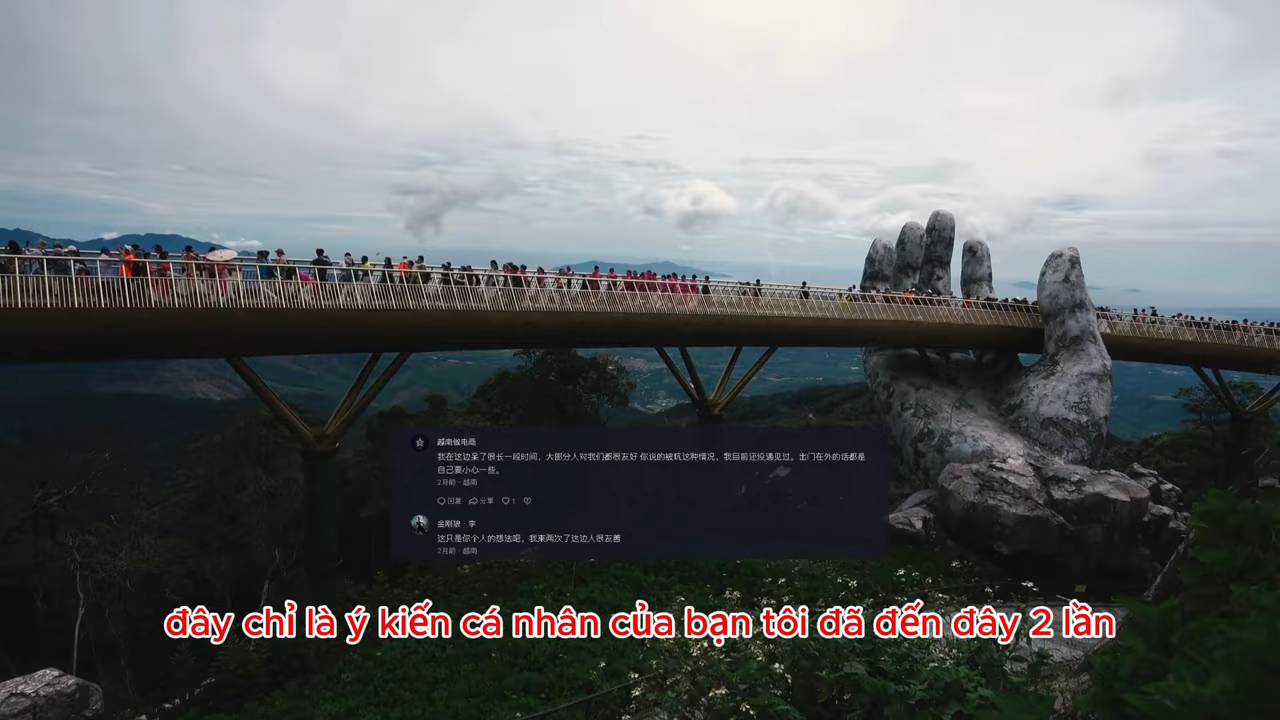 越南做电商
我在这边呆了很长一段时间，大部分人对我们都很友好 你说的被坑这种情况，我目前还没遇见过。出门在外的话都是
自己要小心一些。
2月前 · 越南
回复 分享 1
金刚狼 · 李
这只是你个人的想法吧，我来两次了这边人很友善
2月前 · 越南
đây chỉ là ý kiến cá nhân của bạn tôi đã đến đây 2 lần